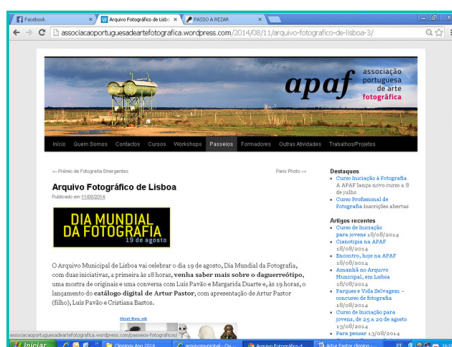 Facebook
Arquivo Fotográfico de Lisb
PASSO A REZAR
associacaoportuguesadeartefotografica.wordpress.com/2014/08/11/arquivo-fotografico-de-lisboa-3/
apaf
associação
portuguesa
de arte
fotográfica
Início Quem Somos Contactos Cursos Workshops Passeios Formadores Outras Atividades Trabalhos/Projetos
← Prémio de Fotografia Emergentes
Paris Photo →
Arquivo Fotográfico de Lisboa
Publicado em 11/08/2014
DIA MUNDIAL
DA FOTOGRAFIA
19 de agosto
O Arquivo Municipal de Lisboa vai celebrar o dia 19 de agosto, Dia Mundial da Fotografia,
com duas iniciativas, a primeira às 18 horas, venha saber mais sobre o daguerreótipo,
uma mostra de originais e uma conversa com Luís Pavão e Margarida Duarte e, às 19 horas, o
lançamento do catálogo digital de Artur Pastor, com apresentação de Artur Pastor
(filho), Luís Pavão e Cristiana Bastos.
Destaques
Curso Iniciação à Fotografia
A APAF lança novo curso a 8
de julho
Curso Profissional de
Fotografia Inscrições abertas
Artigos recentes
Curso de Iniciação
para jovens 18/08/2014
Cianotipia na APAF
18/08/2014
Encontro, hoje na APAF
18/08/2014
Amanhã no Arquivo
Municipal, em Lisboa
18/08/2014
Parques e Vida Selvagem –
concurso de fotografia
18/08/2014
Curso de Iniciação para
jovens, de 25 a 29 de agosto
13/08/2014
Para pensar 13/08/2014
Iniciar